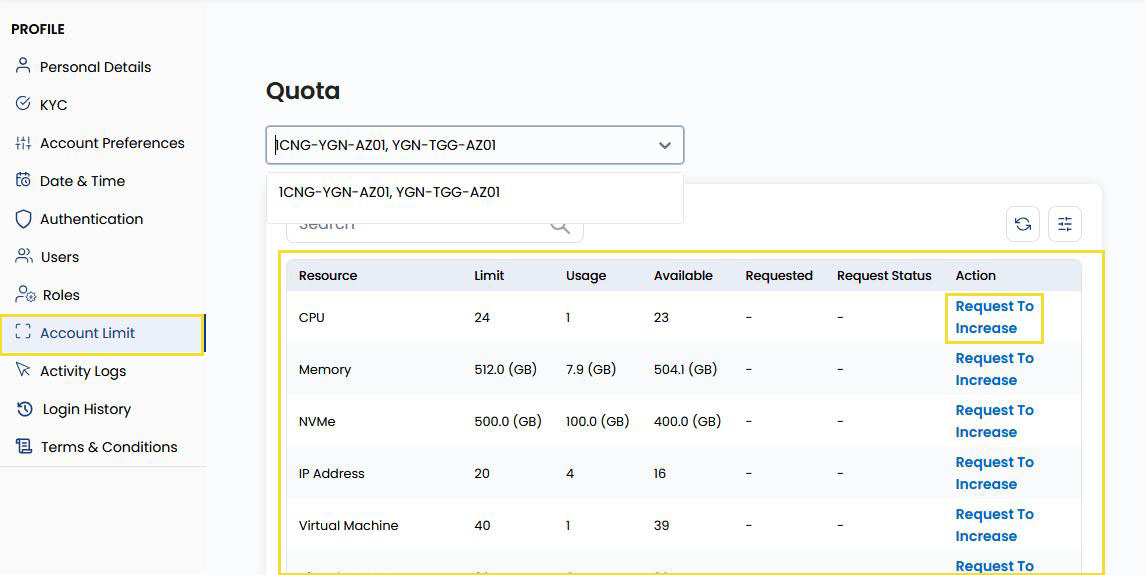 PROFILE
Personal Details
KYC
Account Preferences
Date & Time
Authentication
Users
Roles
Account Limit
Activity Logs
Login History
Terms & Conditions
Quota
1CNG-YGN-AZ01, YGN-TGG-AZ01
1CNG-YGN-AZ01, YGN-TGG-AZ01
Search
Resource Limit Usage Available Requested Request Status Action
CPU 24 1 23 - - Request To
Increase
Memory 512.0 (GB) 7.9 (GB) 504.1 (GB) - - Request To
Increase
NVMe 500.0 (GB) 100.0 (GB) 400.0 (GB) - - Request To
Increase
IP Address 20 4 16 - - Request To
Increase
Virtual Machine 40 1 39 - - Request To
Increase
Request To